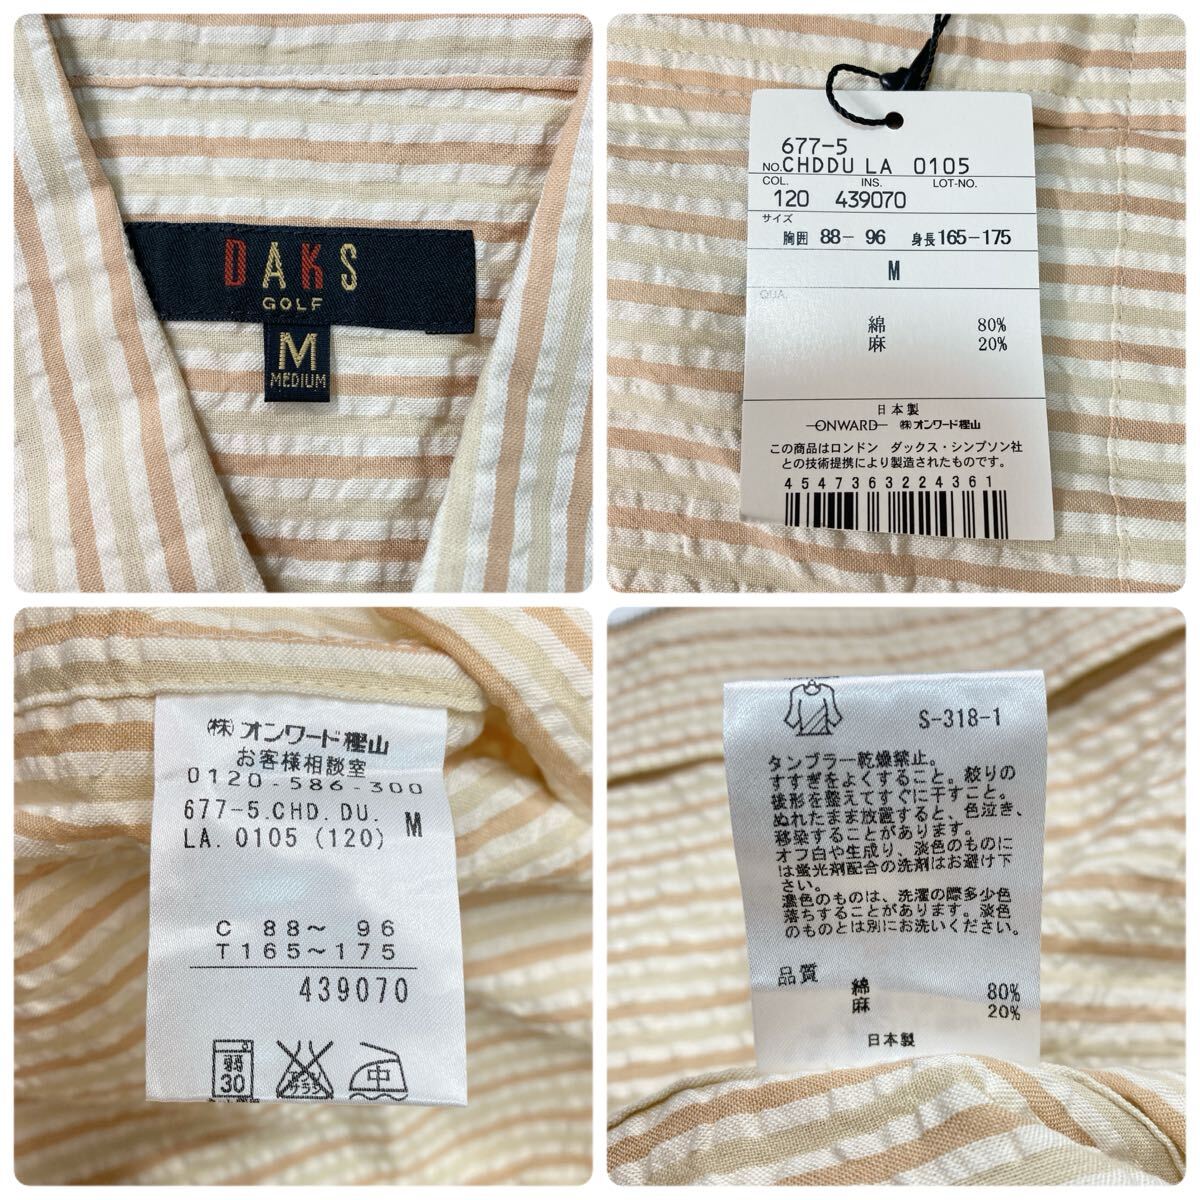 DAKS
GOLF
M
MEDIUM
677-5
NO. CHDDU LA 0105
COL. INS. LOT-NO.
120 439070
サイズ
胸囲 88- 96 身長 165-175
M
QUA.
綿 80%
麻 20%
日本製
ONWARD ㈱オンワード樫山
この商品はロンドン ダックス・シンプソン社
との技術提携により製造されたものです。
4547363224361
㈱オンワード樫山
お客様相談室
0120-586-300
677-5.CHD.DU. M
LA. 0105 (120)
C 88〜 96
T165〜175
439070
弱
30
エンソ
サラシ
中
S-318-1
タンブラー乾燥禁止。
すすぎをよくすること。絞りの
後形を整えてすぐに干すこと。
ぬれたまま放置すると、色泣き、
移染することがあります。
オフ白や生成り、淡色のものに
は蛍光剤配合の洗剤はお避け下
さい。
濃色のものは、洗濯の際多少色
落ちすることがあります。淡色
のものとは別にお洗いください。
品質
綿 80%
麻 20%
日本製